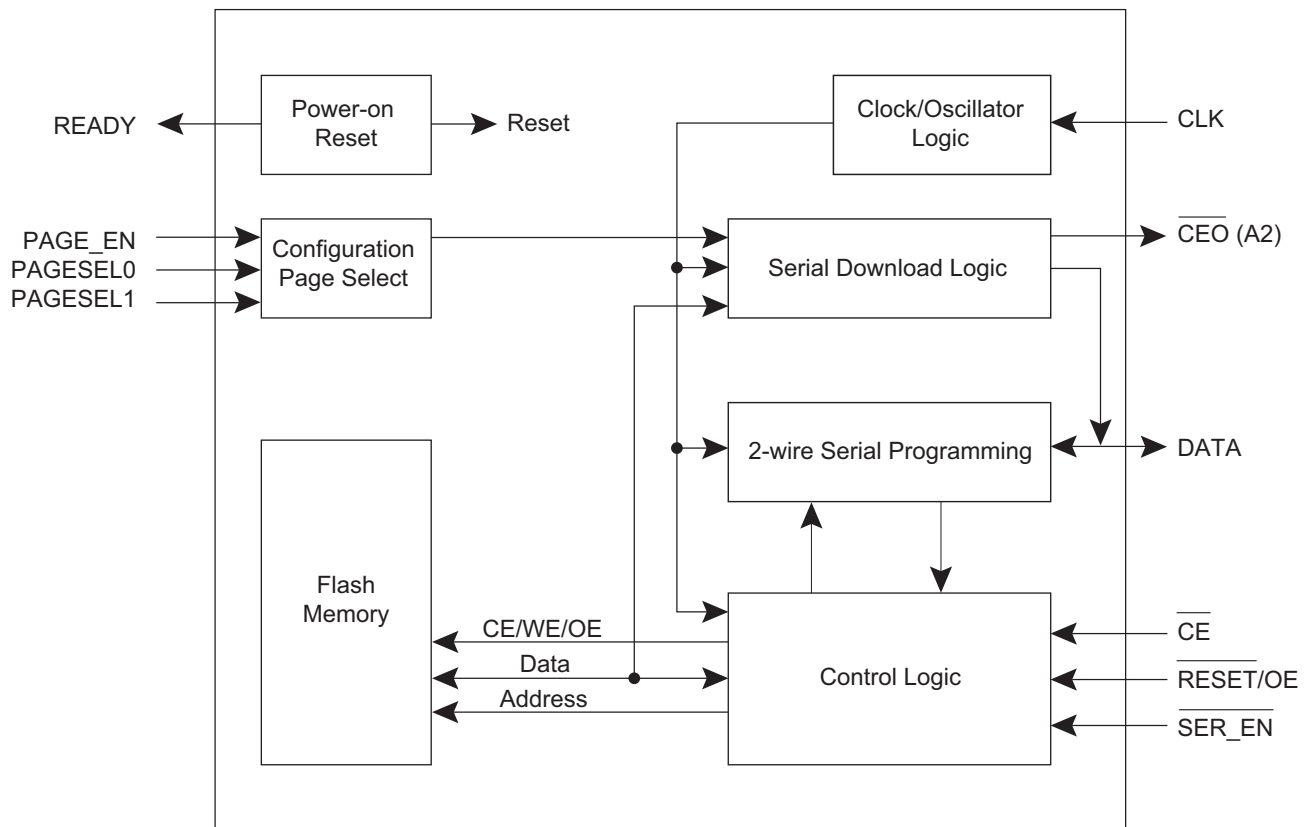 READY
Power-on
Reset
Reset
Clock/Oscillator
Logic
CLK
PAGE_EN
PAGESEL0
PAGESEL1
Configuration
Page Select
Serial Download Logic
CEO (A2)
2-wire Serial Programming
DATA
Flash
Memory
CE/WE/OE
Data
Address
Control Logic
CE
RESET/OE
SER_EN